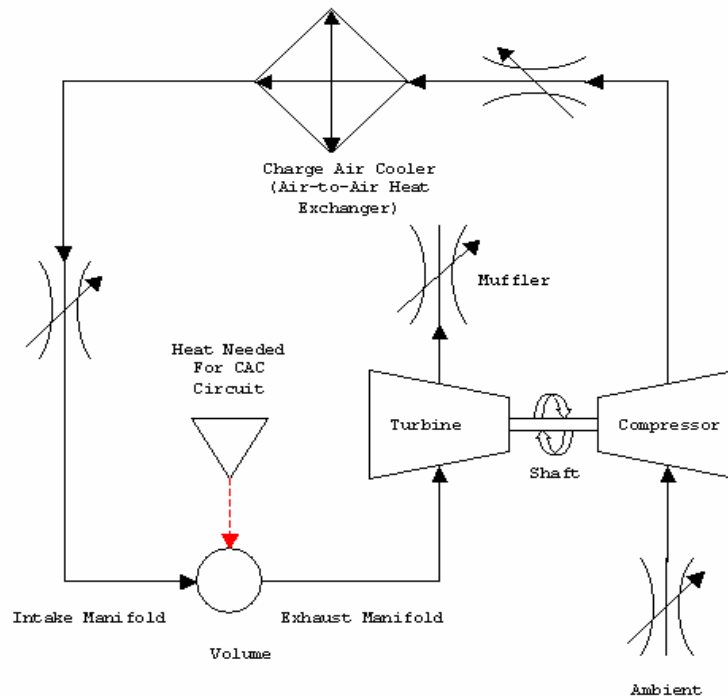 Charge Air Cooler
(Air-to-Air Heat
Exchanger)
Muffler
Heat Needed
For CAC
Circuit
Turbine
Compressor
Shaft
Intake Manifold
Exhaust Manifold
Volume
Ambient